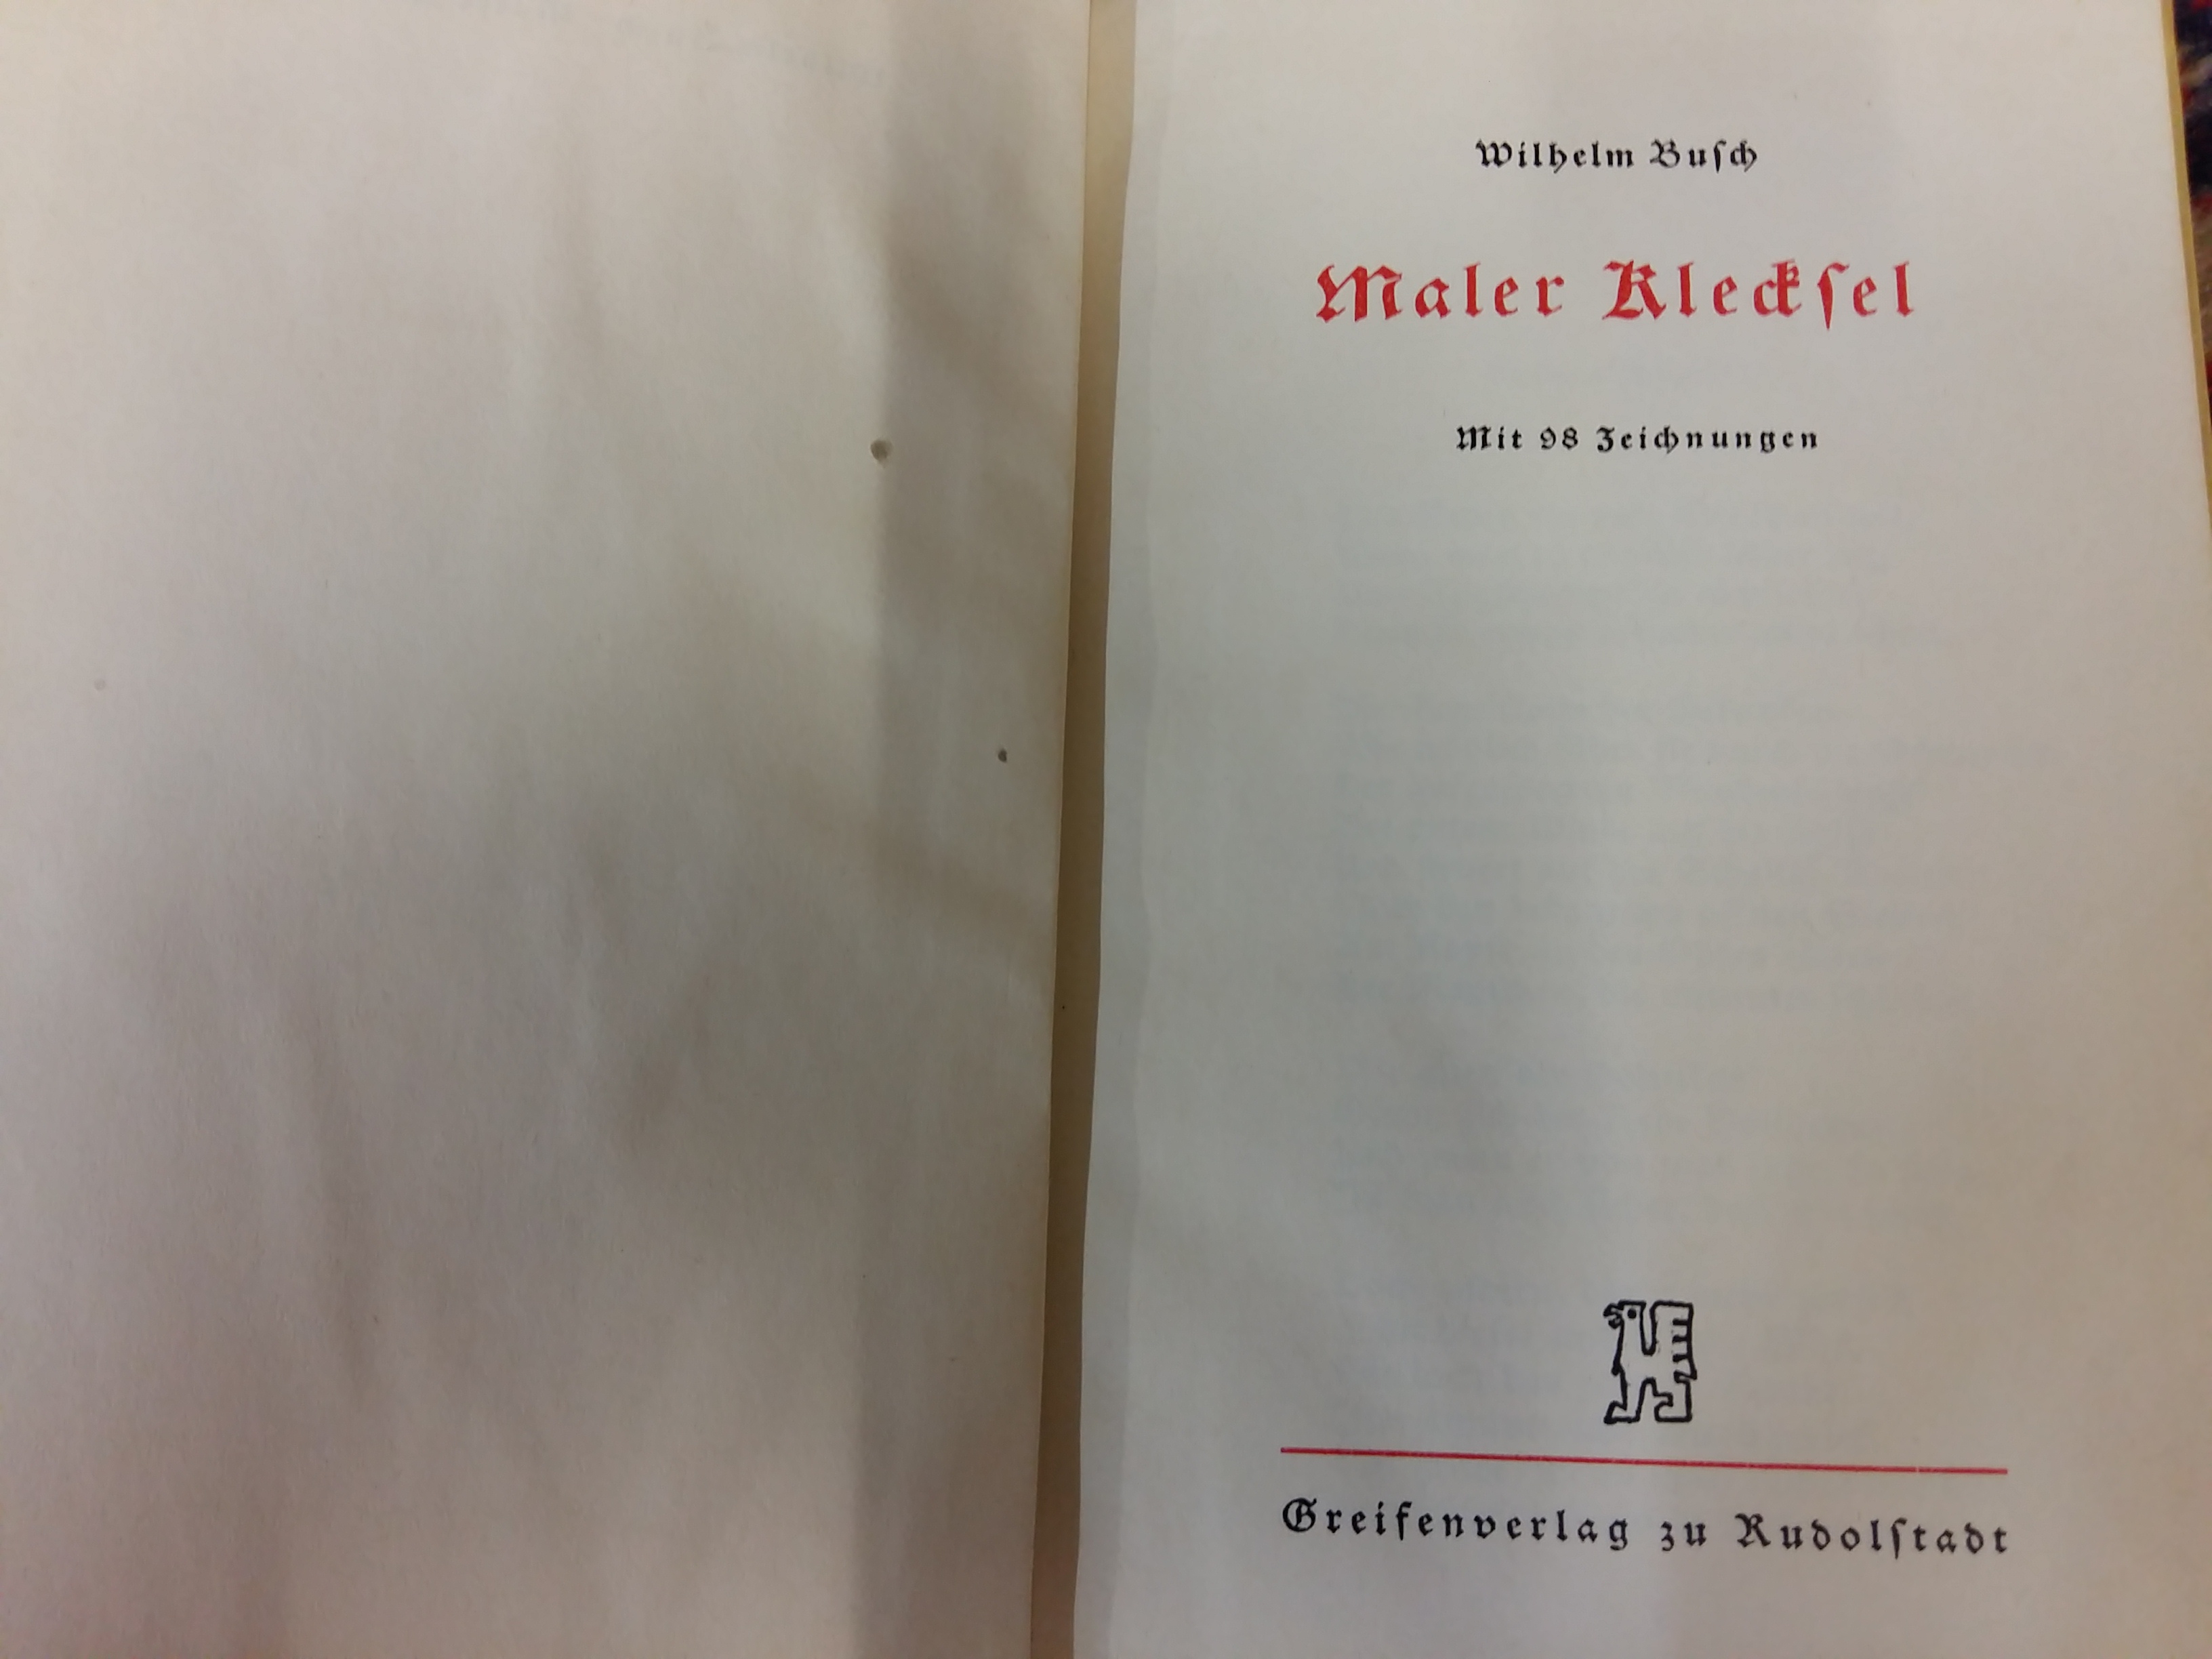 Wilhelm Buſch
Maler Kleckſel
Mit 98 Zeichnungen
Greifenverlag zu Rudolſtadt